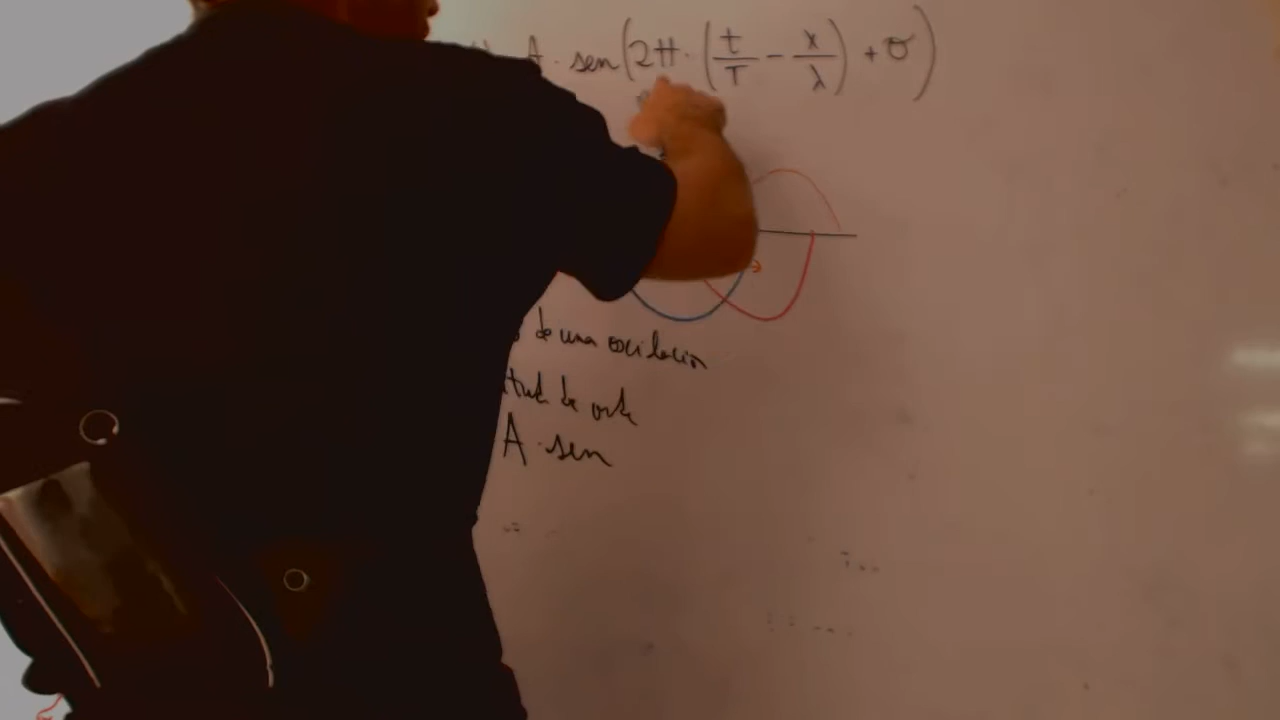 A · sen(2π · (t/T − x/λ) + σ)
de una oscilación
tud de onda
A · sen